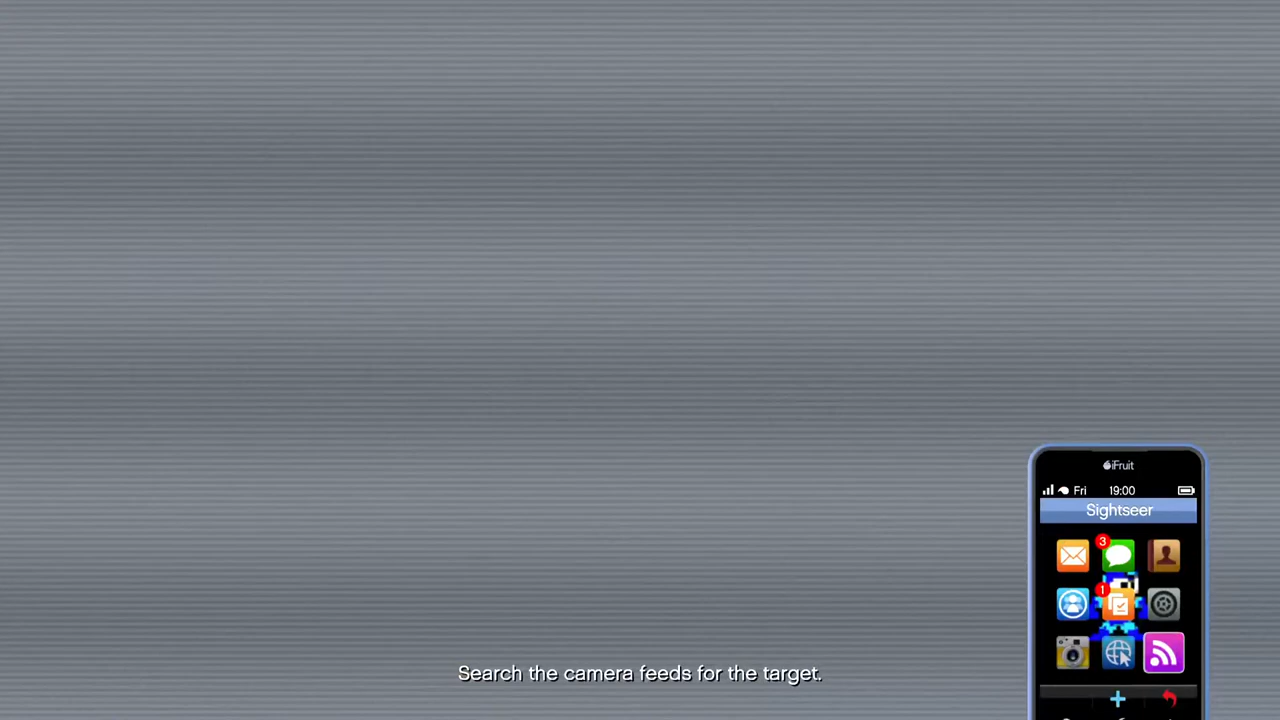 iFruit
Fri 19:00
Sightseer
3
1
Search the camera feeds for the target.